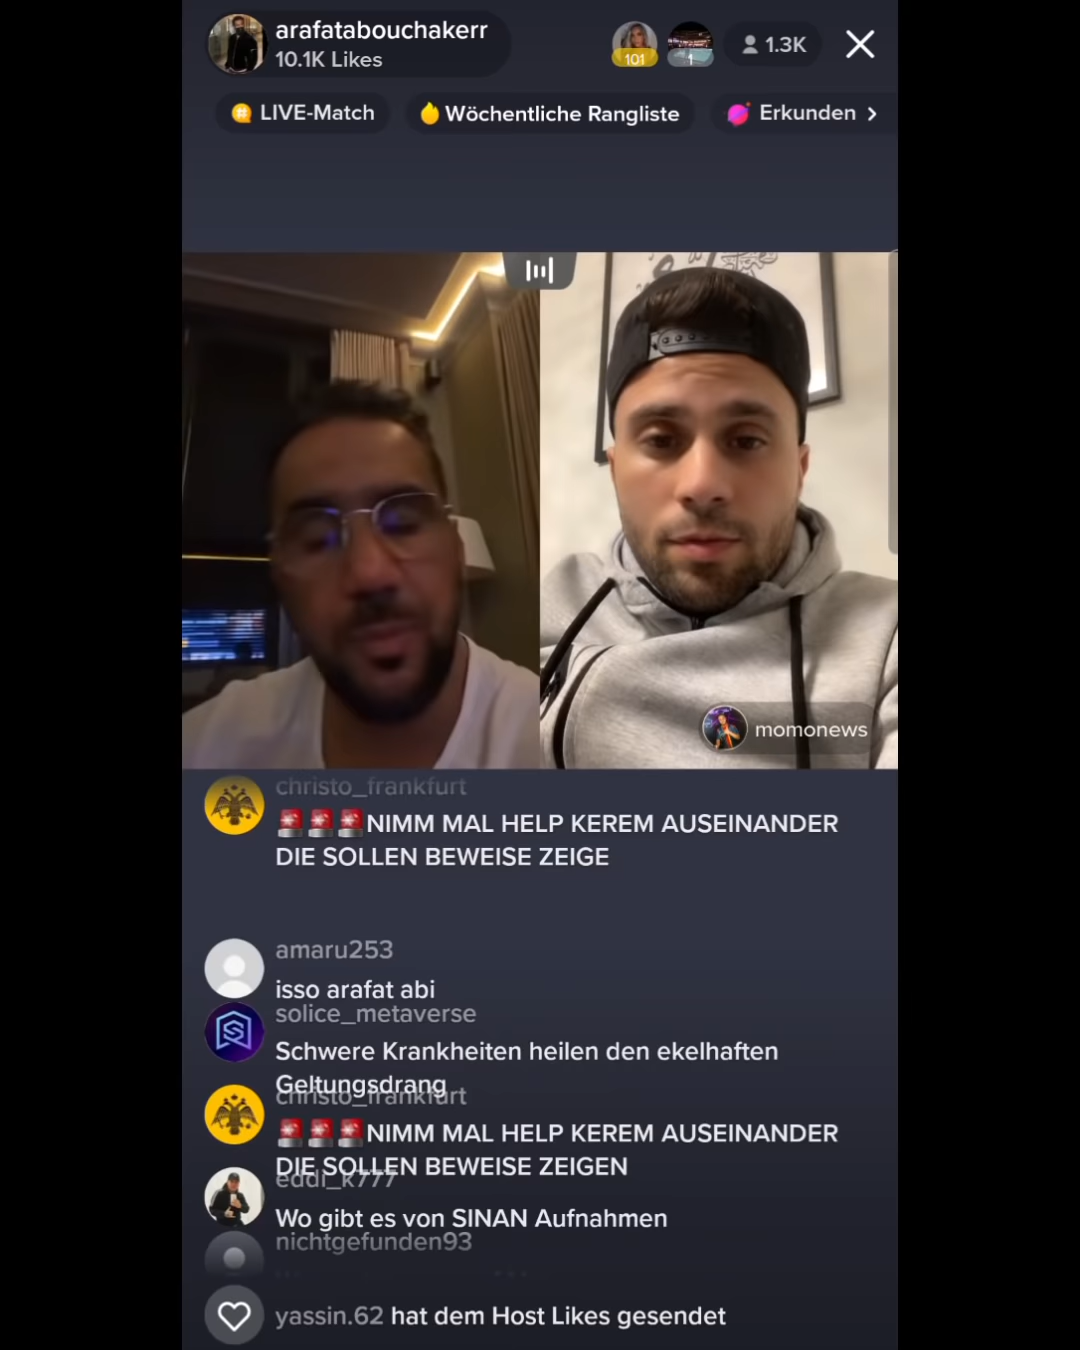 arafatabouchakerr
10.1K Likes
101
1
1.3K
LIVE-Match
Wöchentliche Rangliste
Erkunden
momonews
christo_frankfurt
🚨🚨🚨NIMM MAL HELP KEREM AUSEINANDER
DIE SOLLEN BEWEISE ZEIGE
amaru253
isso arafat abi
solice_metaverse
Schwere Krankheiten heilen den ekelhaften
Geltungsdrang
christo_frankfurt
🚨🚨🚨NIMM MAL HELP KEREM AUSEINANDER
DIE SOLLEN BEWEISE ZEIGEN
eddi_k777
Wo gibt es von SINAN Aufnahmen
nichtgefunden93
yassin.62 hat dem Host Likes gesendet